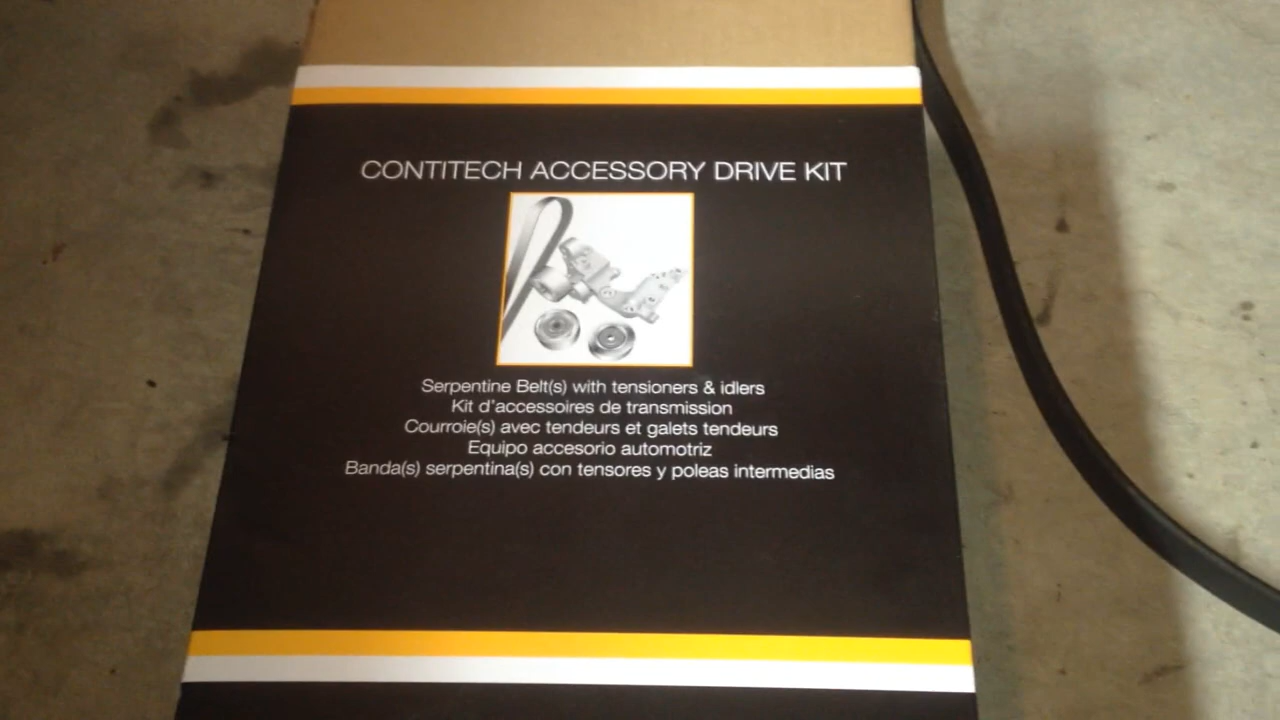 CONTITECH ACCESSORY DRIVE KIT
Serpentine Belt(s) with tensioners & idlers
Kit d'accessoires de transmission
Courroie(s) avec tendeurs et galets tendeurs
Equipo accesorio automotriz
Banda(s) serpentina(s) con tensores y poleas intermedias